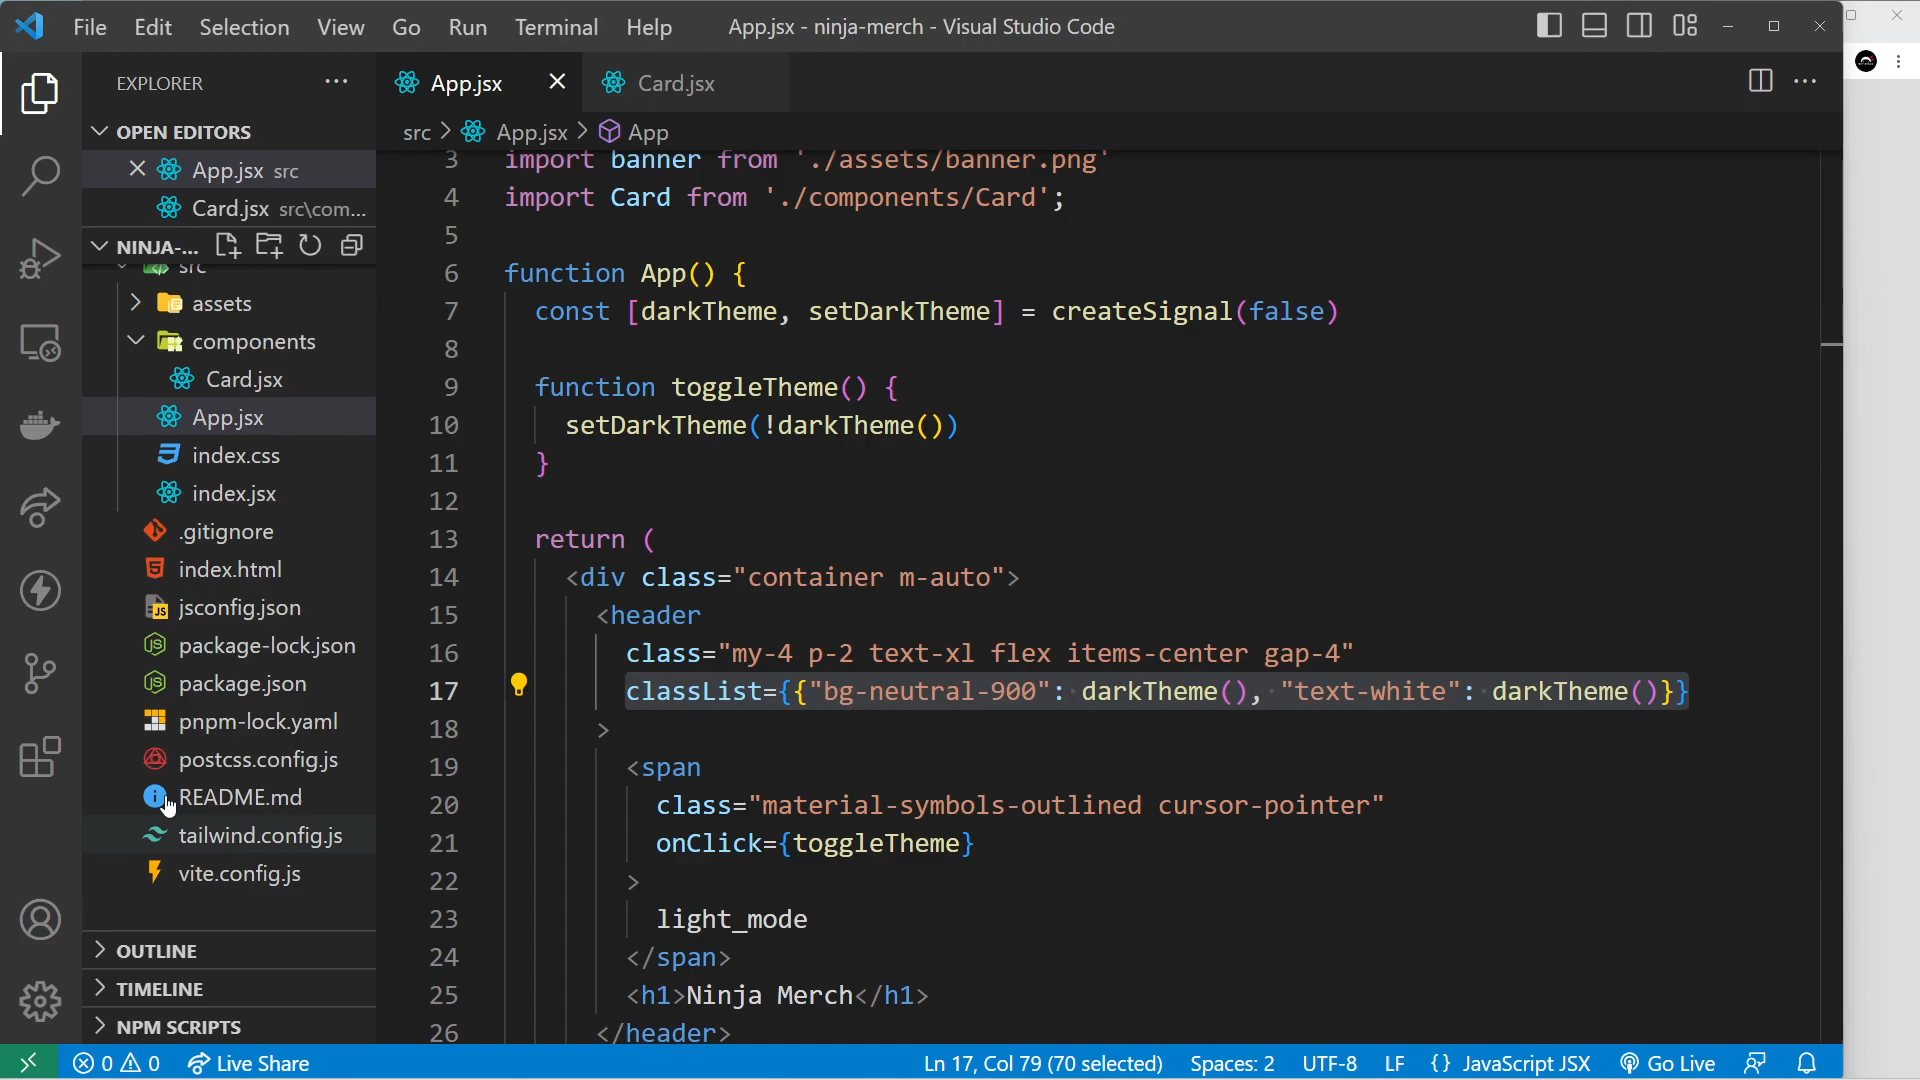 File Edit Selection View Go Run Terminal Help App.jsx - ninja-merch - Visual Studio Code
EXPLORER
OPEN EDITORS
App.jsx src
Card.jsx src\com...
NINJA-...
src
assets
components
Card.jsx
App.jsx
index.css
index.jsx
.gitignore
index.html
jsconfig.json
package-lock.json
package.json
pnpm-lock.yaml
postcss.config.js
README.md
tailwind.config.js
vite.config.js
OUTLINE
TIMELINE
NPM SCRIPTS
App.jsx Card.jsx
src > App.jsx > App
3 import banner from './assets/banner.png'
4 import Card from './components/Card';
5
6 function App() {
7 const [darkTheme, setDarkTheme] = createSignal(false)
8
9 function toggleTheme() {
10 setDarkTheme(!darkTheme())
11 }
12
13 return (
14 <div class="container m-auto">
15 <header
16 class="my-4 p-2 text-xl flex items-center gap-4"
17 classList={{"bg-neutral-900": darkTheme(), "text-white": darkTheme()}}
18 >
19 <span
20 class="material-symbols-outlined cursor-pointer"
21 onClick={toggleTheme}
22 >
23 light_mode
24 </span>
25 <h1>Ninja Merch</h1>
26 </header>
0 0 Live Share Ln 17, Col 79 (70 selected) Spaces: 2 UTF-8 LF {} JavaScript JSX Go Live